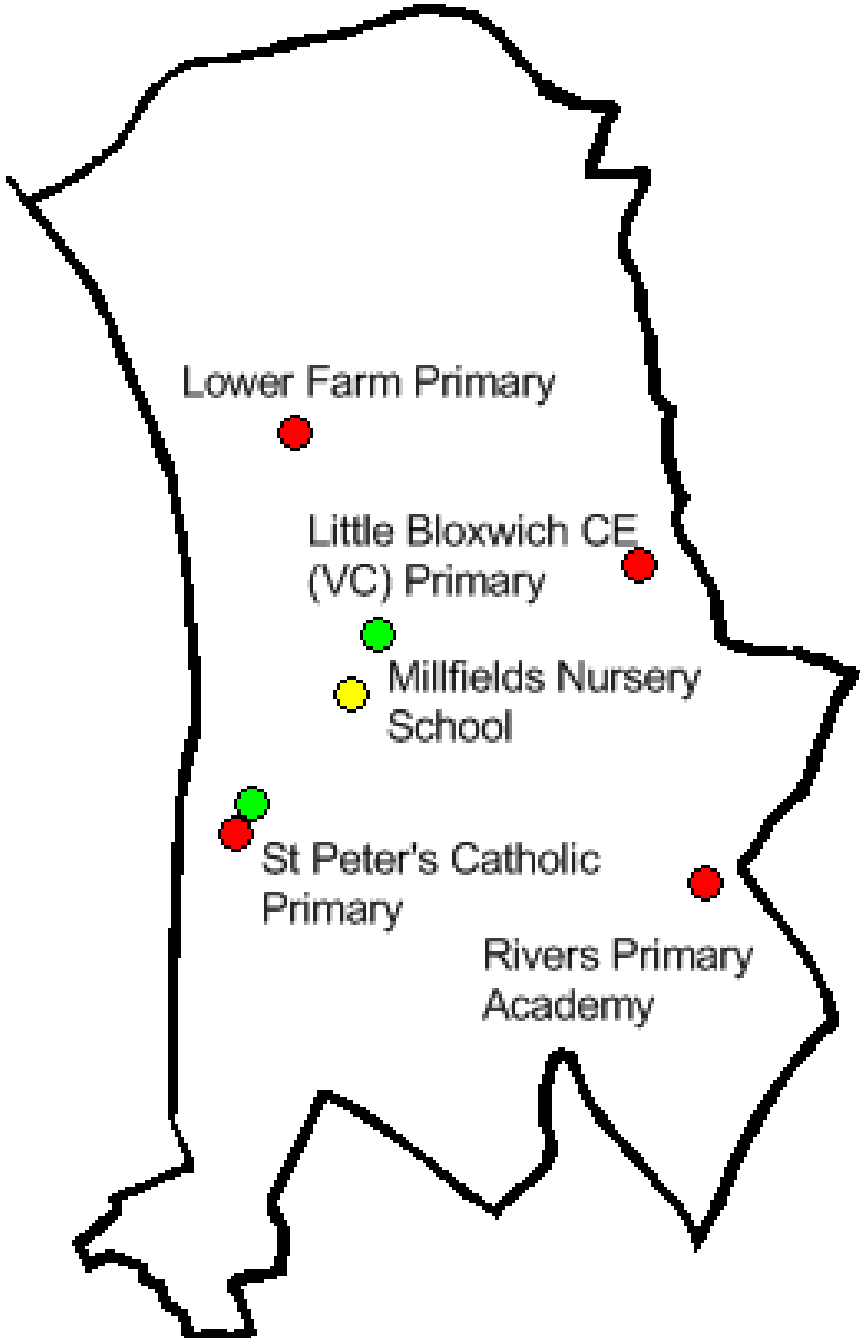 Lower Farm Primary
Little Bloxwich CE
(VC) Primary
Millfields Nursery
School
St Peter's Catholic
Primary
Rivers Primary
Academy